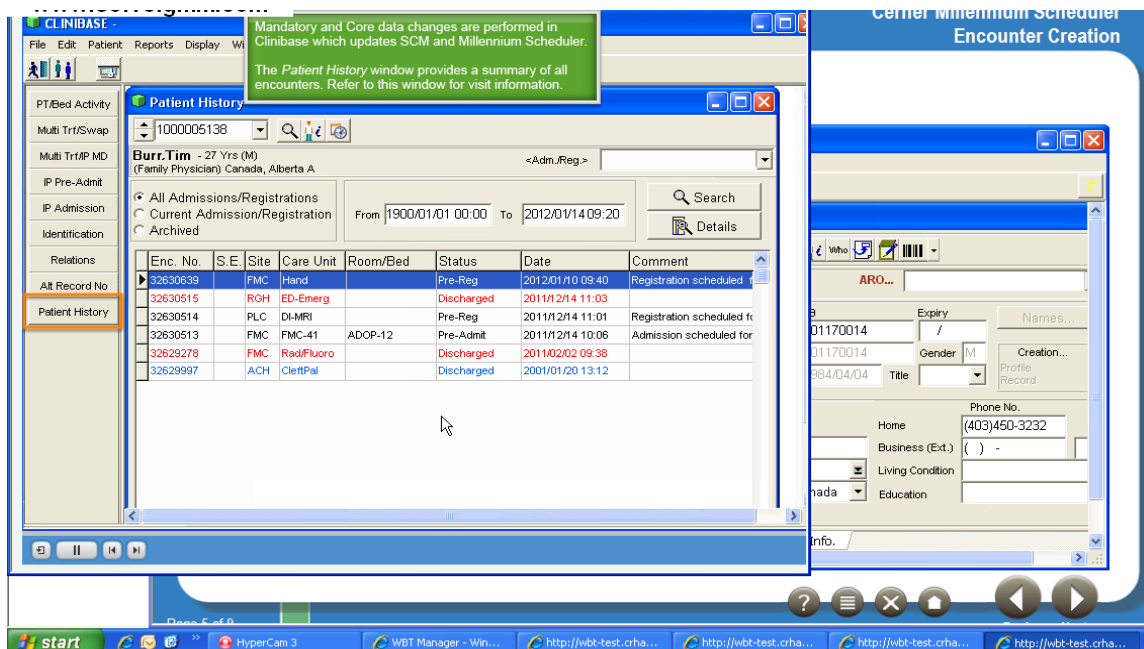 CLINIBASE -
Mandatory and Core data changes are performed in
Clinibase which updates SCM and Millennium Scheduler.
The Patient History window provides a summary of all
encounters. Refer to this window for visit information.
Cerner Millennium Scheduler
Encounter Creation
File Edit Patient Reports Display
PT/Bed Activity
Multi Trf/Swap
Multi Trf/IP MD
IP Pre-Admit
IP Admission
Identification
Relations
Alt Record No
Patient History
Patient History
1000005138
Burr,Tim - 27 Yrs (M)
(Family Physician) Canada, Alberta A
<Adm./Reg.>
All Admissions/Registrations
Current Admission/Registration
Archived
From 1900/01/01 00:00 To 2012/01/14 09:20
Search
Details
Enc. No. S.E. Site Care Unit Room/Bed Status Date Comment
32630639 FMC Hand Pre-Reg 2012/01/10 09:40 Registration scheduled
32630515 RGH ED-Emerg Discharged 2011/12/14 11:03
32630514 PLC DI-MRI Pre-Reg 2011/12/14 11:01 Registration scheduled fo
32630513 FMC FMC-41 ADOP-12 Pre-Admit 2011/12/14 10:06 Admission scheduled for
32629278 FMC Rad/Fluoro Discharged 2011/02/02 09:38
32629997 ACH CleftPal Discharged 2001/01/20 13:12
Who
ARO...
Expiry
01170014 / Names...
01170014 Gender M Creation...
984/04/04 Title Profile
Record
Phone No.
Home (403)450-3232
Business (Ext.) ( ) -
Living Condition
nada Education
Info.
Page 5 of 9
start
HyperCam 3
WBT Manager - Win...
http://wbt-test.crha...
http://wbt-test.crha...
http://wbt-test.crha...
http://wbt-test.crha...